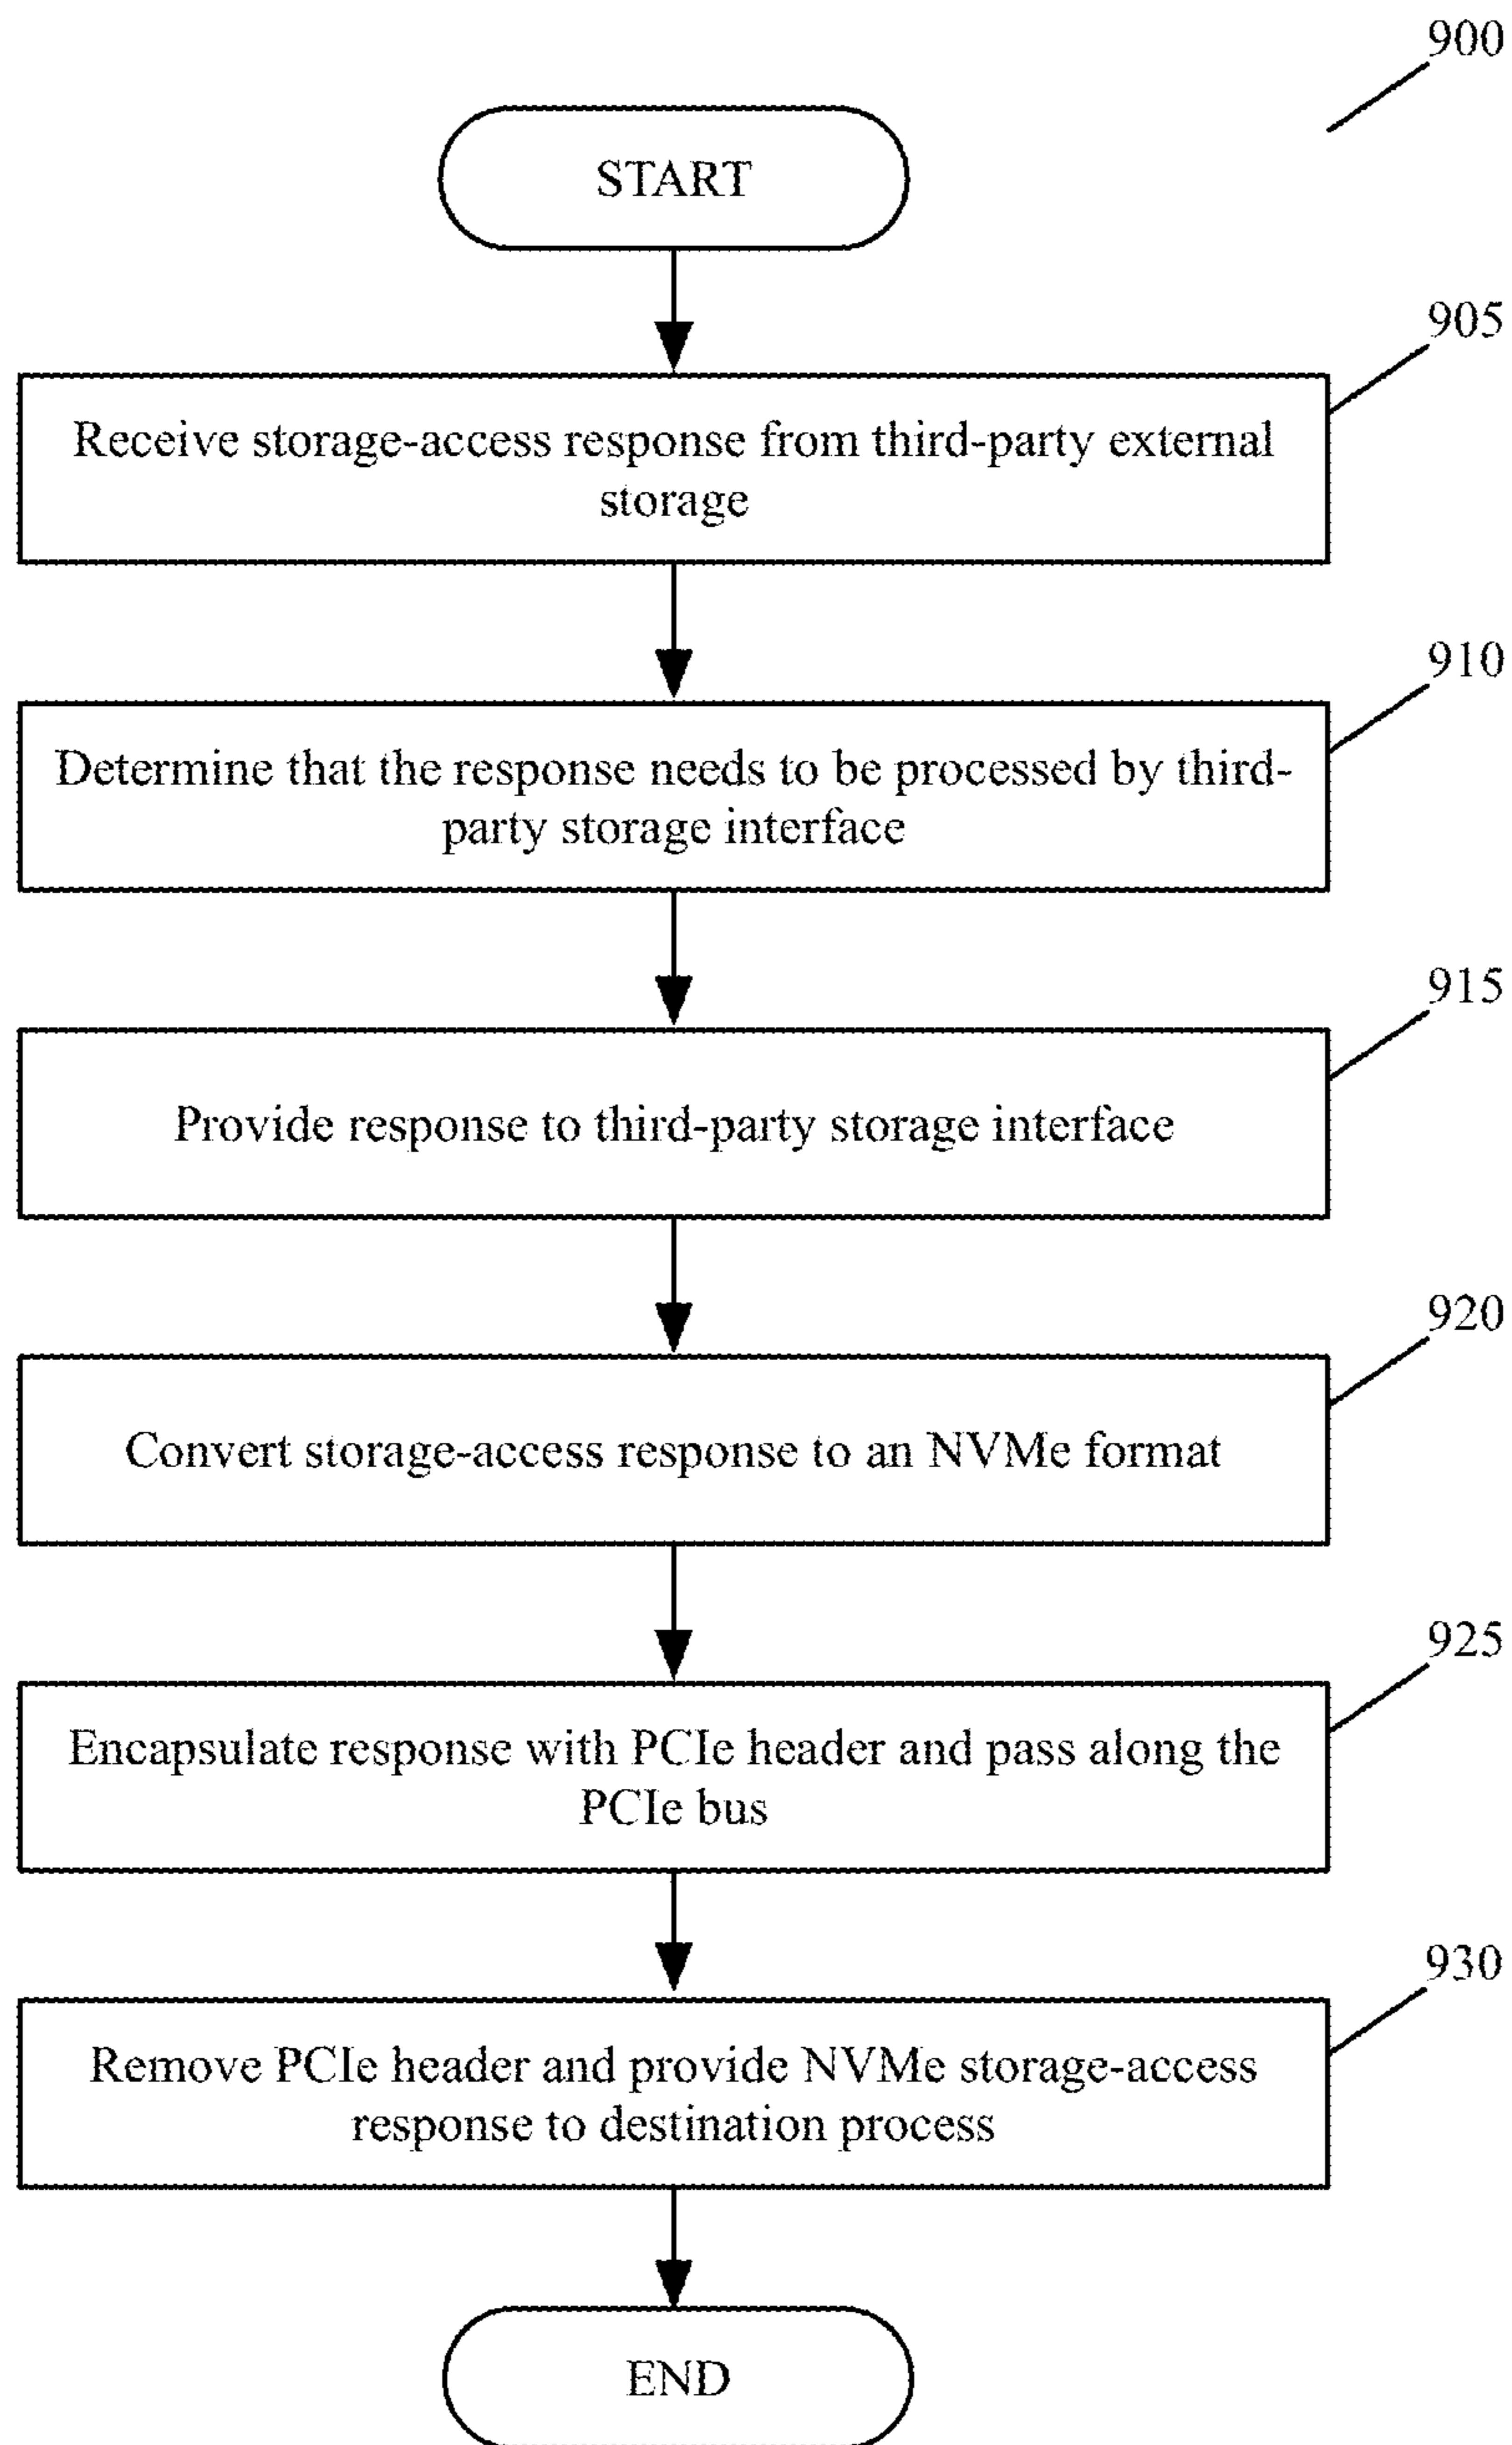 900
START
905
Receive storage-access response from third-party external
storage
910
Determine that the response needs to be processed by third-
party storage interface
915
Provide response to third-party storage interface
920
Convert storage-access response to an NVMe format
925
Encapsulate response with PCIe header and pass along the
PCIe bus
930
Remove PCIe header and provide NVMe storage-access
response to destination process
END